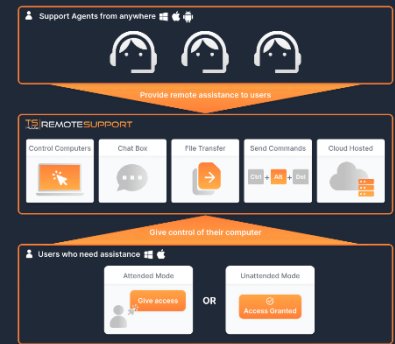 Support Agents from anywhere
Provide remote assistance to users
TS REMOTESUPPORT
Control Computers
Chat Box
File Transfer
Send Commands
Cloud Hosted
Ctrl + Alt + Del
Give control of their computer
Users who need assistance
Attended Mode
Unattended Mode
Give access
OR
Access Granted